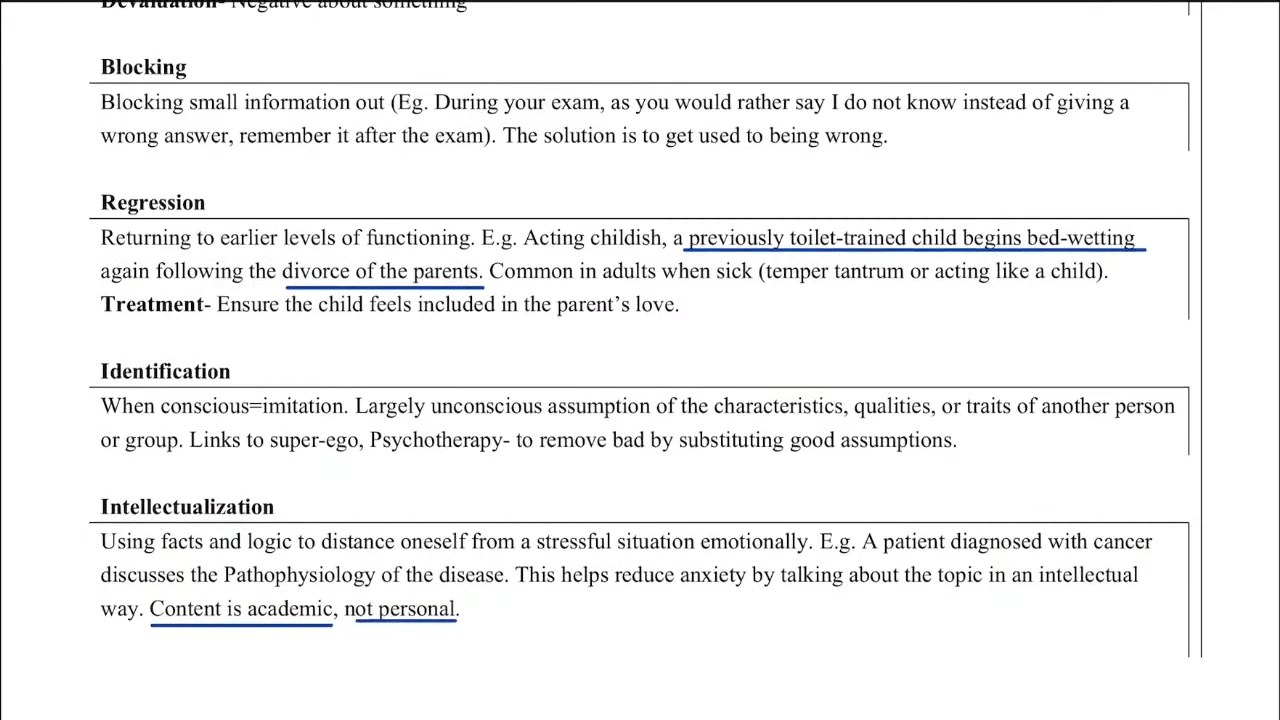 Devaluation- Negative about something
Blocking
Blocking small information out (Eg. During your exam, as you would rather say I do not know instead of giving a
wrong answer, remember it after the exam). The solution is to get used to being wrong.
Regression
Returning to earlier levels of functioning. E.g. Acting childish, a previously toilet-trained child begins bed-wetting
again following the divorce of the parents. Common in adults when sick (temper tantrum or acting like a child).
Treatment- Ensure the child feels included in the parent’s love.
Identification
When conscious=imitation. Largely unconscious assumption of the characteristics, qualities, or traits of another person
or group. Links to super-ego, Psychotherapy- to remove bad by substituting good assumptions.
Intellectualization
Using facts and logic to distance oneself from a stressful situation emotionally. E.g. A patient diagnosed with cancer
discusses the Pathophysiology of the disease. This helps reduce anxiety by talking about the topic in an intellectual
way. Content is academic, not personal.